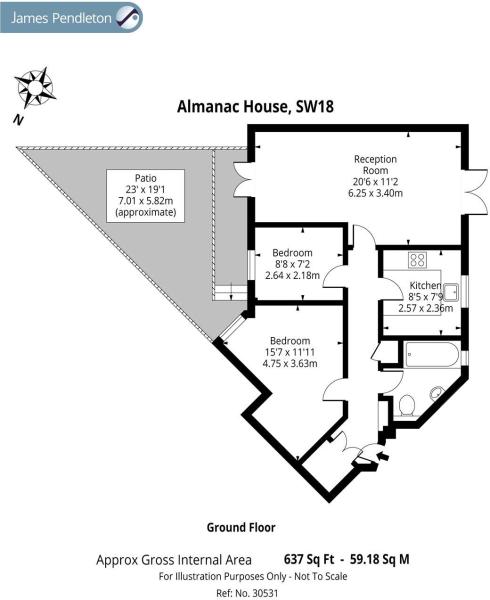 James Pendleton
N
Almanac House, SW18
Patio
23' x 19'1
7.01 x 5.82m
(approximate)
Reception
Room
20'6 x 11'2
6.25 x 3.40m
Bedroom
8'8 x 7'2
2.64 x 2.18m
Kitchen
8'5 x 7'9
2.57 x 2.36m
Bedroom
15'7 x 11'11
4.75 x 3.63m
Ground Floor
Approx Gross Internal Area 637 Sq Ft - 59.18 Sq M
For Illustration Purposes Only - Not To Scale
Ref: No. 30531